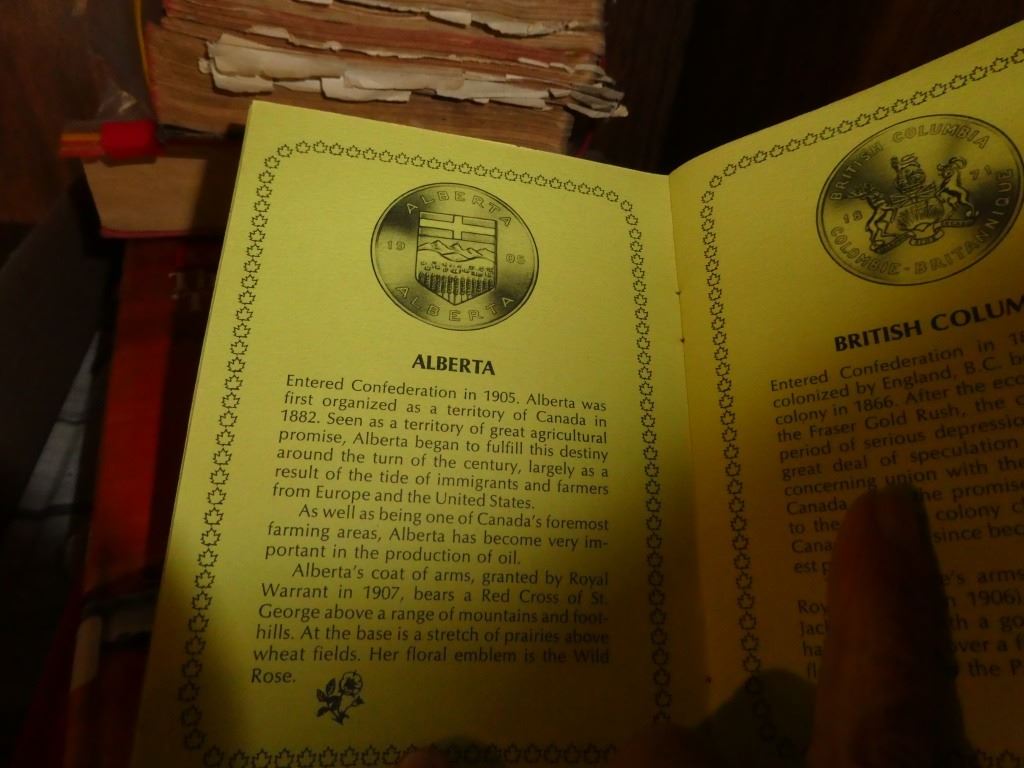 ALBERTA
19 05
ALBERTA
ALBERTA
Entered Confederation in 1905. Alberta was
first organized as a territory of Canada in
1882. Seen as a territory of great agricultural
promise, Alberta began to fulfill this destiny
around the turn of the century, largely as a
result of the tide of immigrants and farmers
from Europe and the United States.
As well as being one of Canada's foremost
farming areas, Alberta has become very im-
portant in the production of oil.
Alberta's coat of arms, granted by Royal
Warrant in 1907, bears a Red Cross of St.
George above a range of mountains and foot-
hills. At the base is a stretch of prairies above
wheat fields. Her floral emblem is the Wild
Rose.
BRITISH COLUMBIA
18 71
COLOMBIE-BRITANNIQUE
BRITISH COLUM
Entered Confederation in 18
colonized by England, B.C. b
colony in 1866. After the eco
the Fraser Gold Rush, the c
period of serious depressio
great deal of speculation
concerning union with the
Canada the promise
to the colony
Cana since bec
est p
's arms
Roy 1906)
Jac h a go
ha over a f
fl the P